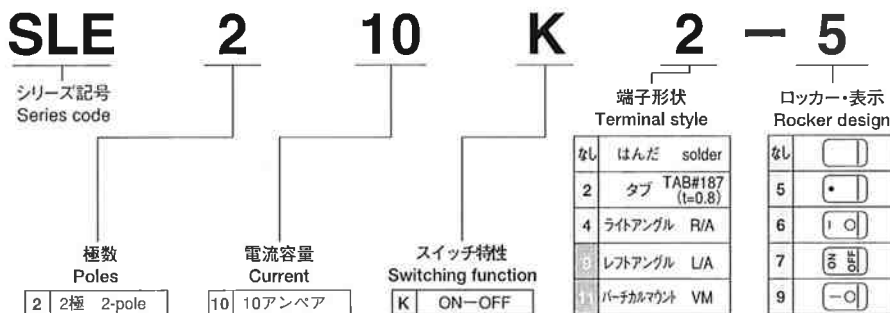 SLE 2 10 K 2 － 5
シリーズ記号
Series code
端子形状
Terminal style
ロッカー・表示
Rocker design
なし はんだ solder
2 タブ TAB#187
(t=0.8)
4 ライトアングル R/A
9 レフトアングル L/A
11 バーチカルマウント VM
なし
5
6 I O
7 ON OFF
9 － O
極数
Poles
2 2極 2-pole
電流容量
Current
10 10アンペア
スイッチ特性
Switching function
K ON－OFF